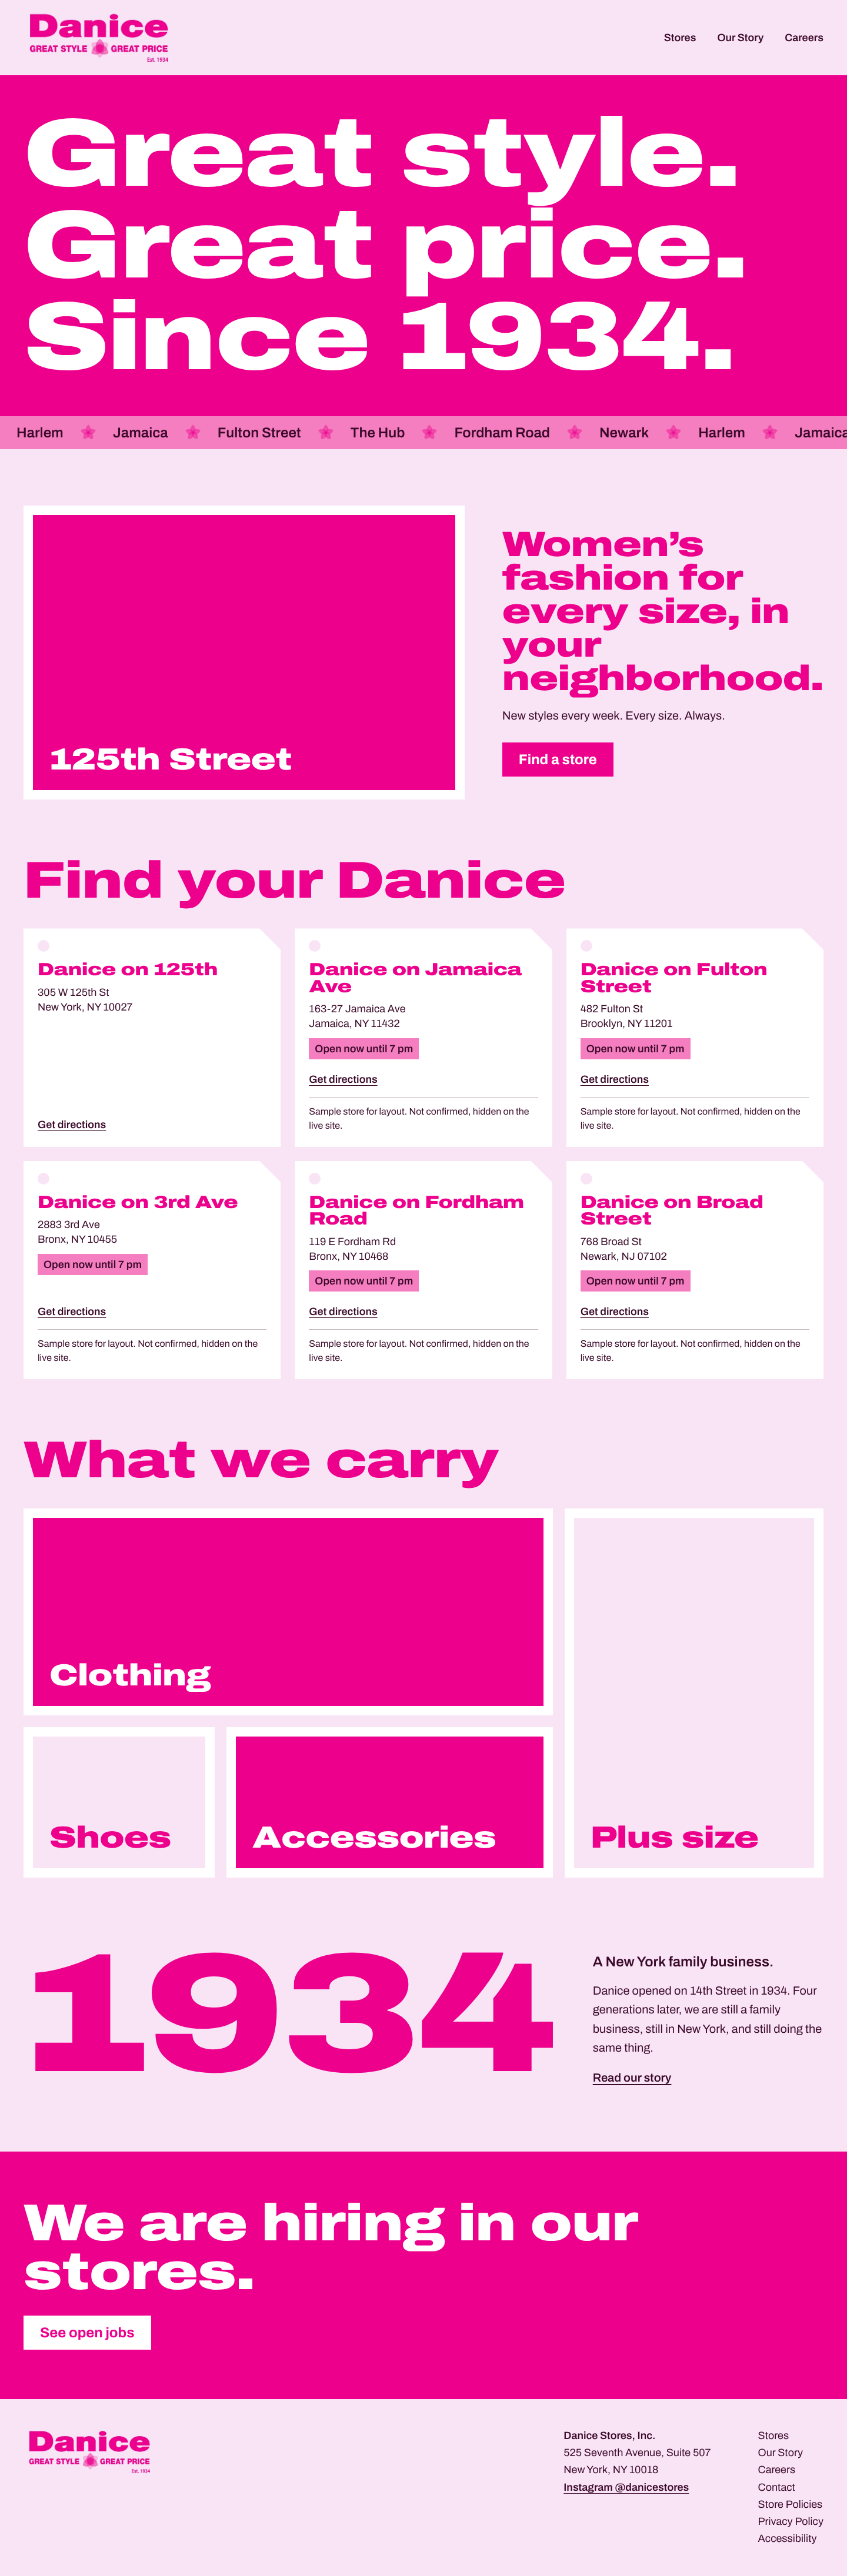 Danice
GREAT STYLE GREAT PRICE
Est. 1934
Stores Our Story Careers
Great style.
Great price.
Since 1934.
Harlem Jamaica Fulton Street The Hub Fordham Road Newark Harlem Jamaica
125th Street
Women’s
fashion for
every size, in
your
neighborhood.
New styles every week. Every size. Always.
Find a store
Find your Danice
Danice on 125th
305 W 125th St
New York, NY 10027
Get directions
Danice on Jamaica
Ave
163-27 Jamaica Ave
Jamaica, NY 11432
Open now until 7 pm
Get directions
Sample store for layout. Not confirmed, hidden on the
live site.
Danice on Fulton
Street
482 Fulton St
Brooklyn, NY 11201
Open now until 7 pm
Get directions
Sample store for layout. Not confirmed, hidden on the
live site.
Danice on 3rd Ave
2883 3rd Ave
Bronx, NY 10455
Open now until 7 pm
Get directions
Sample store for layout. Not confirmed, hidden on the
live site.
Danice on Fordham
Road
119 E Fordham Rd
Bronx, NY 10468
Open now until 7 pm
Get directions
Sample store for layout. Not confirmed, hidden on the
live site.
Danice on Broad
Street
768 Broad St
Newark, NJ 07102
Open now until 7 pm
Get directions
Sample store for layout. Not confirmed, hidden on the
live site.
What we carry
Clothing
Shoes
Accessories
Plus size
1934
A New York family business.
Danice opened on 14th Street in 1934. Four
generations later, we are still a family
business, still in New York, and still doing the
same thing.
Read our story
We are hiring in our
stores.
See open jobs
Danice
GREAT STYLE GREAT PRICE
Est. 1934
Danice Stores, Inc.
525 Seventh Avenue, Suite 507
New York, NY 10018
Instagram @danicestores
Stores
Our Story
Careers
Contact
Store Policies
Privacy Policy
Accessibility